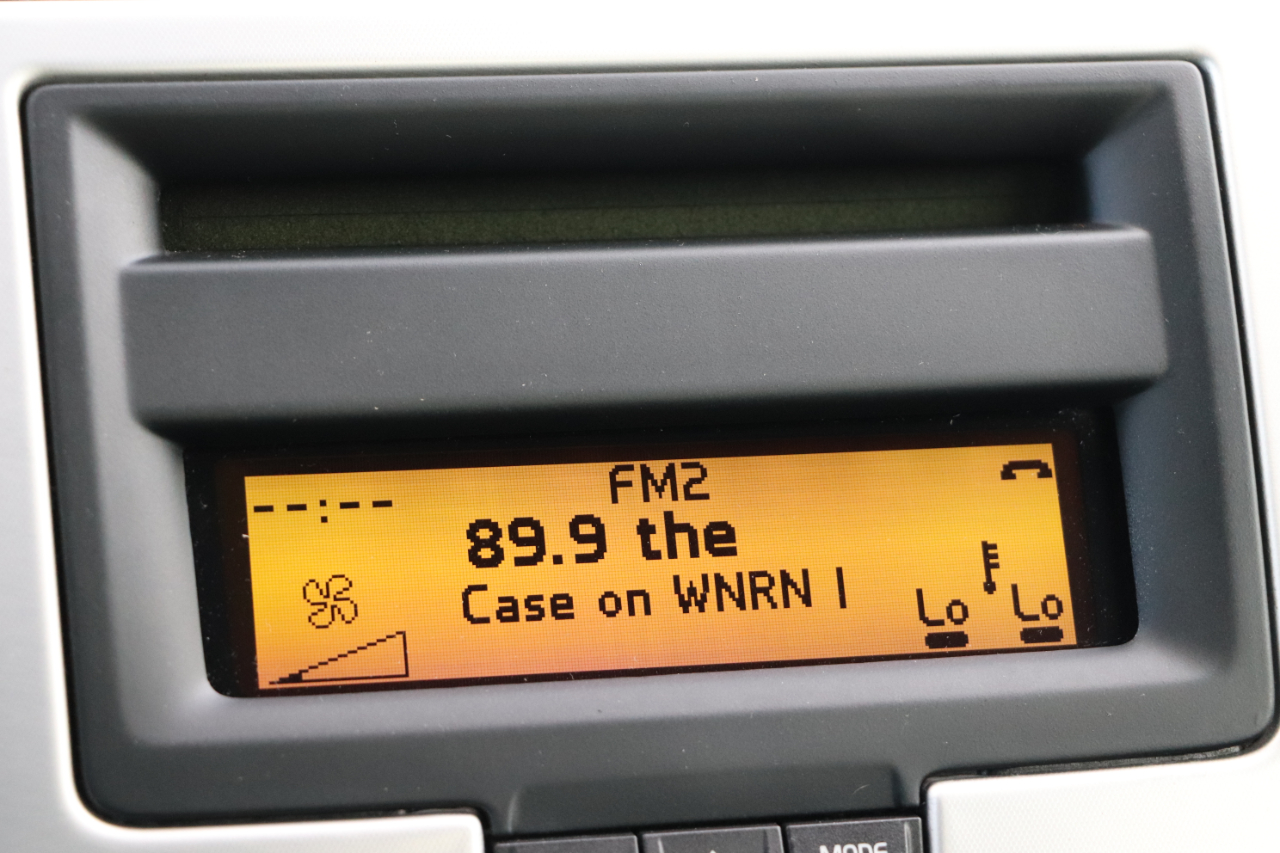 FM2
--:--
89.9 the
Case on WNRN I
Lo Lo
MODE